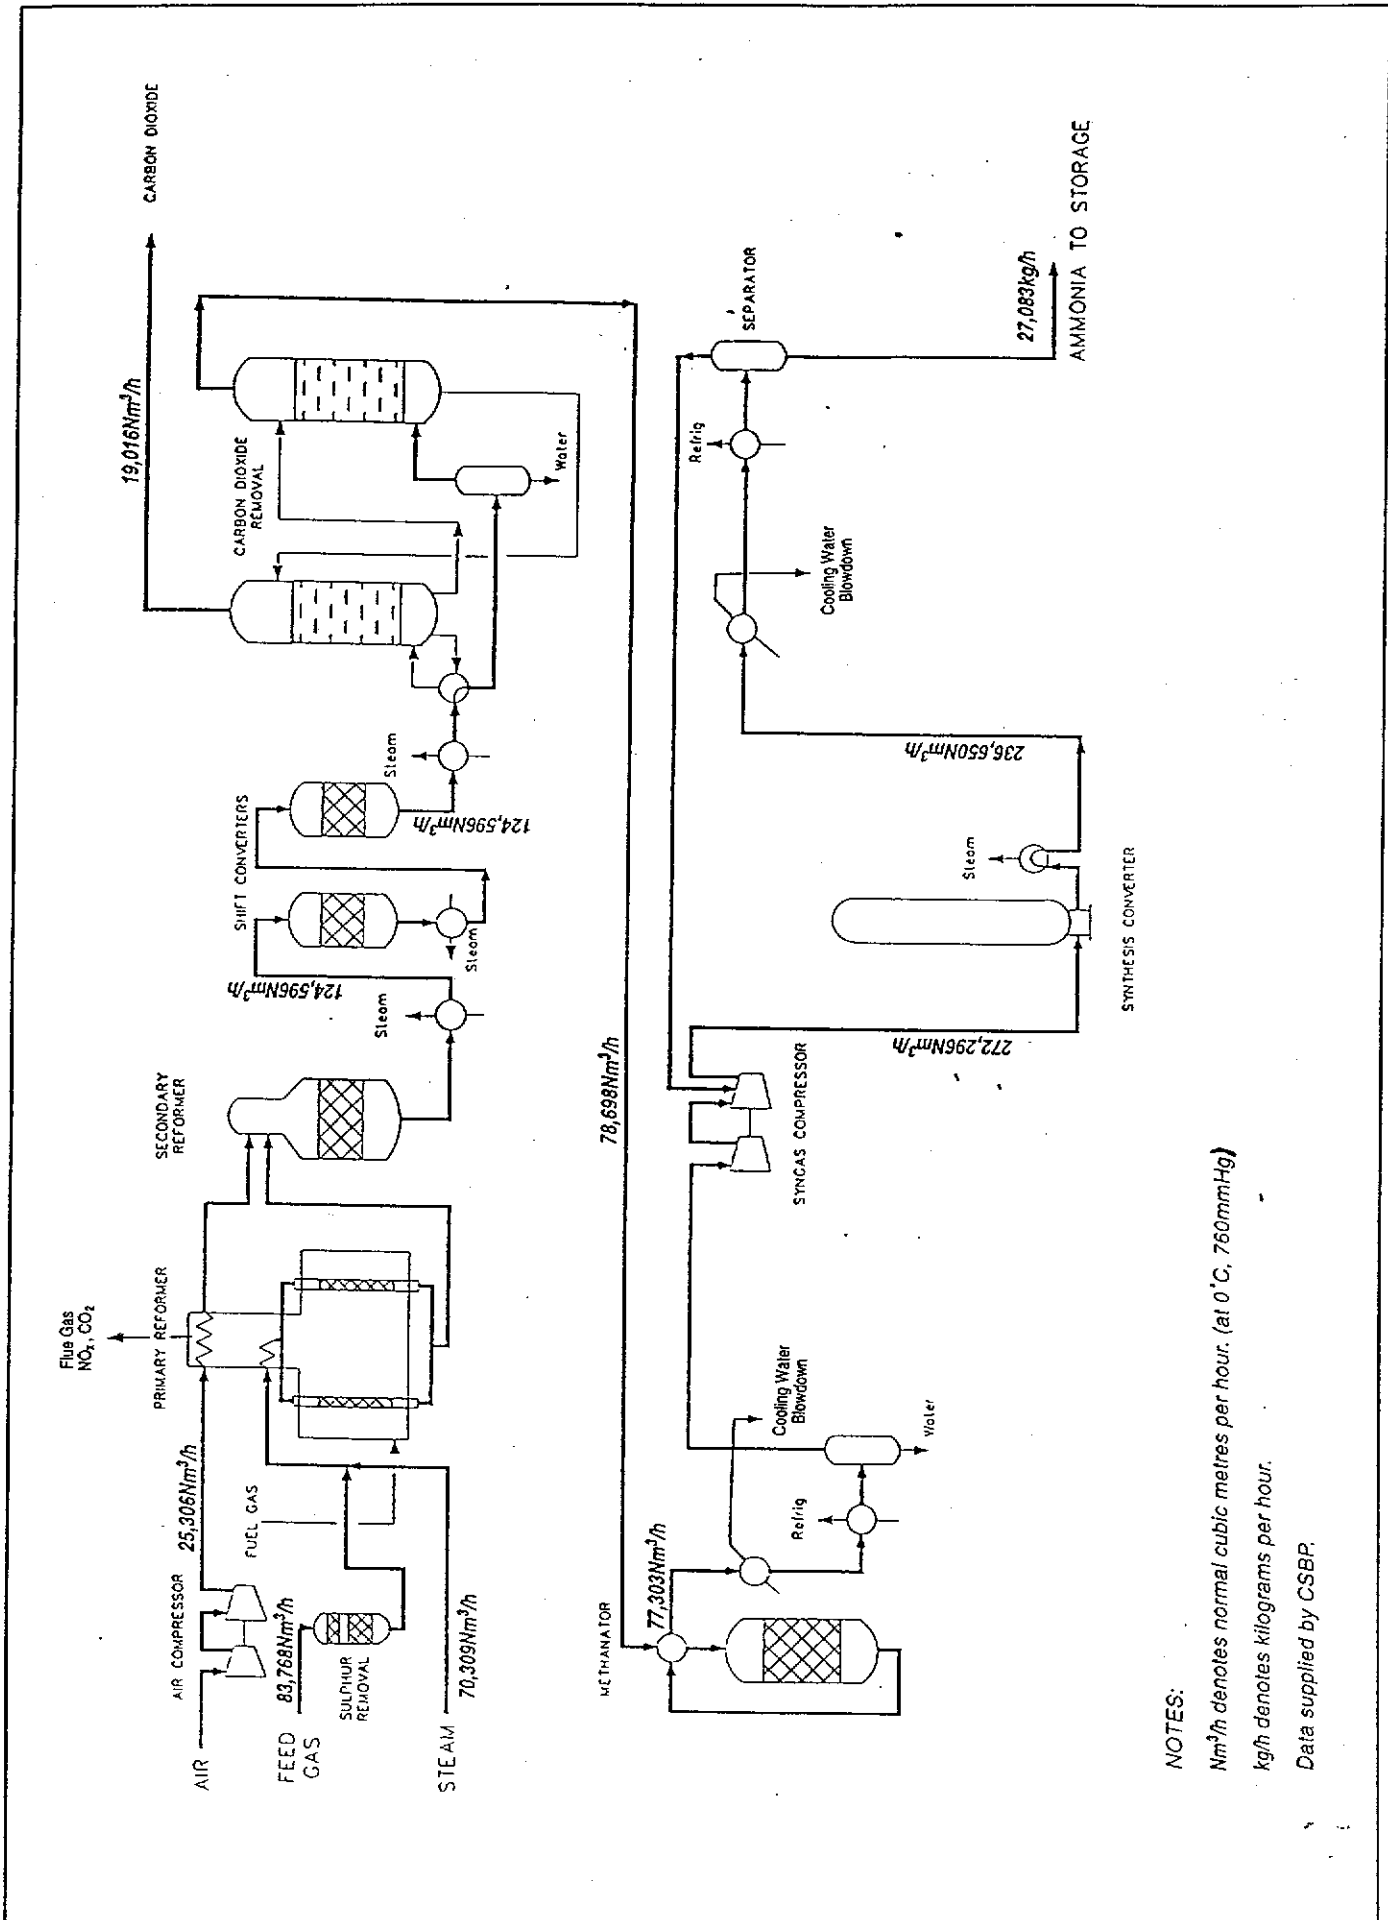 AIR
AIR COMPRESSOR
25,306Nm³/h
FEED
GAS
83,768Nm³/h
SULPHUR
REMOVAL
FUEL GAS
STEAM
70,309Nm³/h
Flue Gas
NOₓ, CO₂
PRIMARY REFORMER
SECONDARY
REFORMER
Steam
124,596Nm³/h
SHIFT CONVERTERS
Steam
124,596Nm³/h
Steam
CARBON DIOXIDE
REMOVAL
Water
19,016Nm³/h
CARBON DIOXIDE
78,698Nm³/h
METHANATOR
77,303Nm³/h
Cooling Water
Blowdown
Refrig
Water
SYNGAS COMPRESSOR
272,296Nm³/h
SYNTHESIS CONVERTER
Steam
236,650Nm³/h
Cooling Water
Blowdown
Refrig
SEPARATOR
27,083kg/h
AMMONIA TO STORAGE
NOTES:
Nm³/h denotes normal cubic metres per hour. (at 0°C, 760mmHg)
kg/h denotes kilograms per hour.
Data supplied by CSBP.